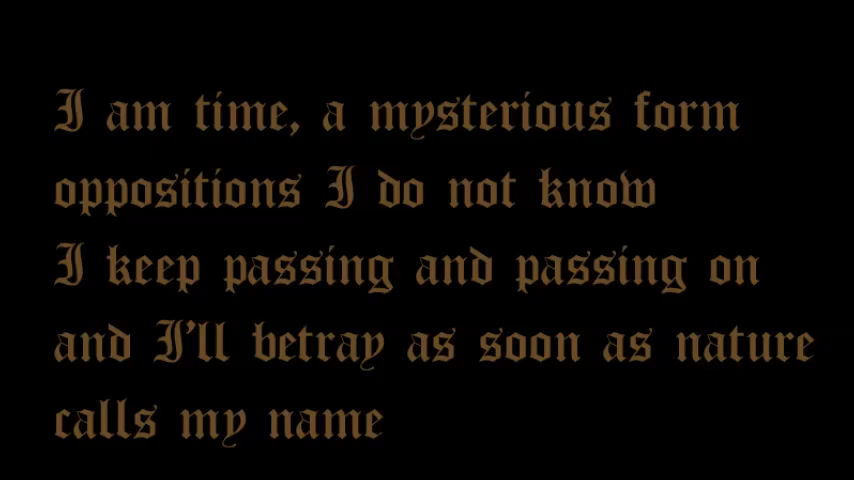 I am time, a mysterious form
oppositions I do not know
I keep passing and passing on
and I'll betray as soon as nature
calls my name